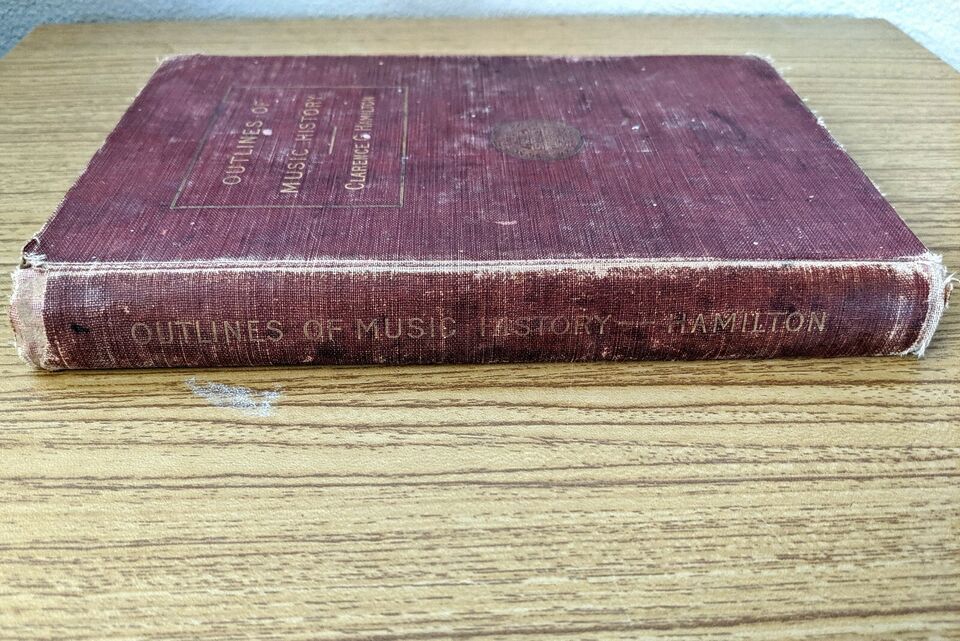 OUTLINES OF
MUSIC HISTORY
CLARENCE G HAMILTON
OUTLINES OF MUSIC HISTORY — HAMILTON